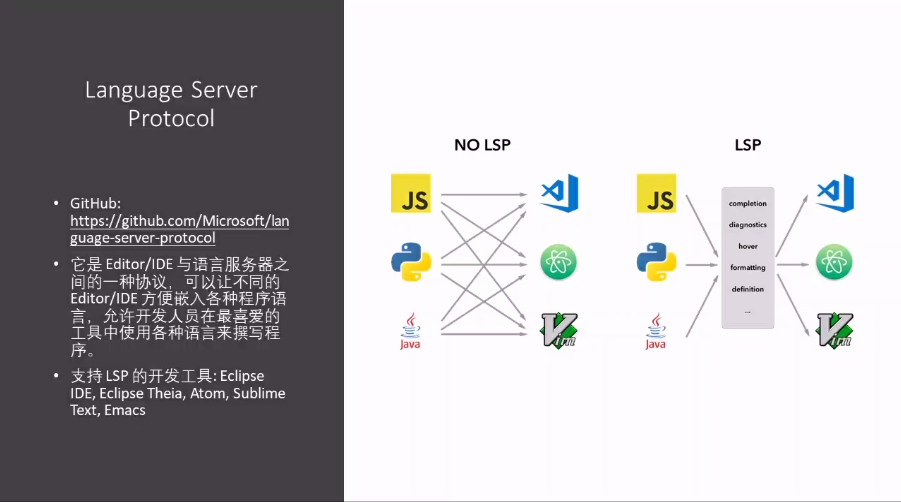 Language Server
Protocol
• GitHub:
https://github.com/Microsoft/lan
guage-server-protocol
• 它是 Editor/IDE 与语言服务器之
间的一种协议，可以让不同的
Editor/IDE 方便嵌入各种程序语
言，允许开发人员在最喜爱的
工具中使用各种语言来撰写程
序。
• 支持 LSP 的开发工具: Eclipse
IDE, Eclipse Theia, Atom, Sublime
Text, Emacs
NO LSP
JS
Java
Vim
LSP
JS
Java
completion
diagnostics
hover
formatting
definition
...
Vim